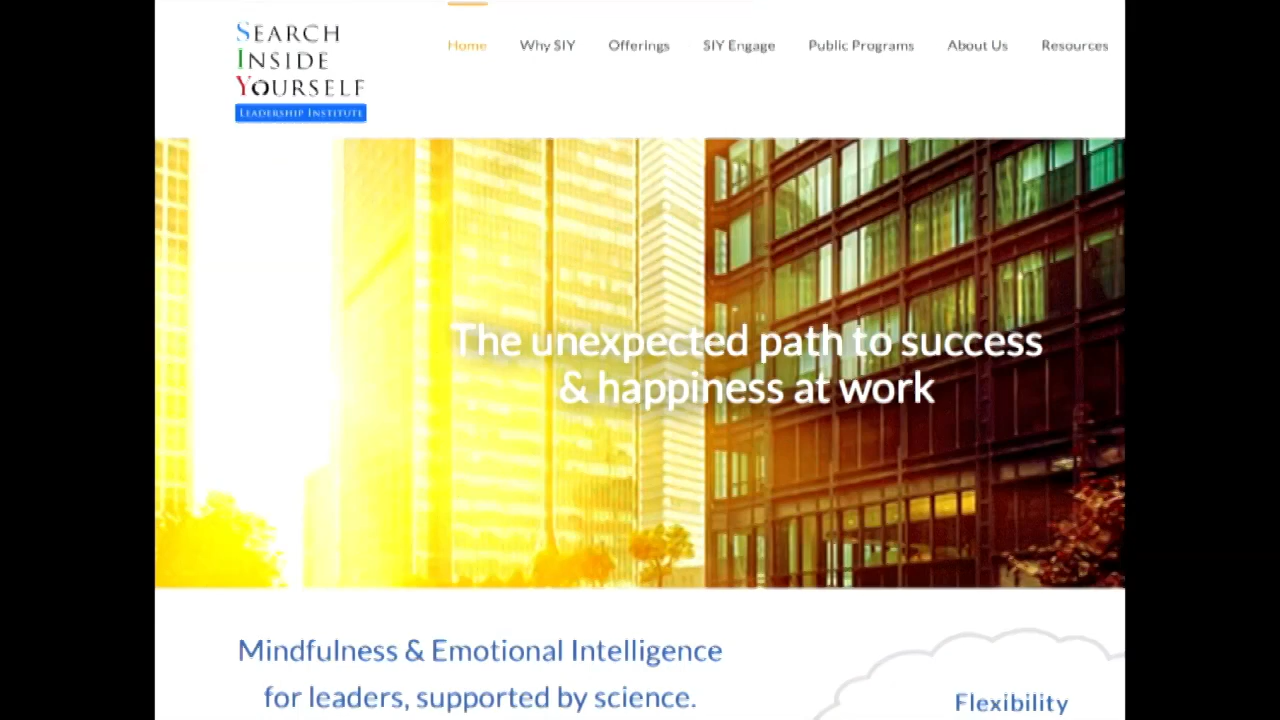 SEARCH
INSIDE
YOURSELF
LEADERSHIP INSTITUTE
Home Why SIY Offerings SIY Engage Public Programs About Us Resources
The unexpected path to success
& happiness at work
Mindfulness & Emotional Intelligence
for leaders, supported by science.
Flexibility